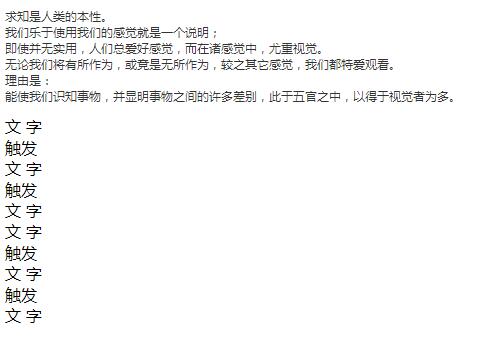 求知是人类的本性。
我们乐于使用我们的感觉就是一个说明；
即使并无实用，人们总爱好感觉，而在诸感觉中，尤重视觉。
无论我们将有所作为，或竟是无所作为，较之其它感觉，我们都特爱观看。
理由是：
能使我们识知事物，并显明事物之间的许多差别，此于五官之中，以得于视觉者为多。
文 字
触发
文 字
触发
文 字
文 字
触发
文 字
触发
文 字